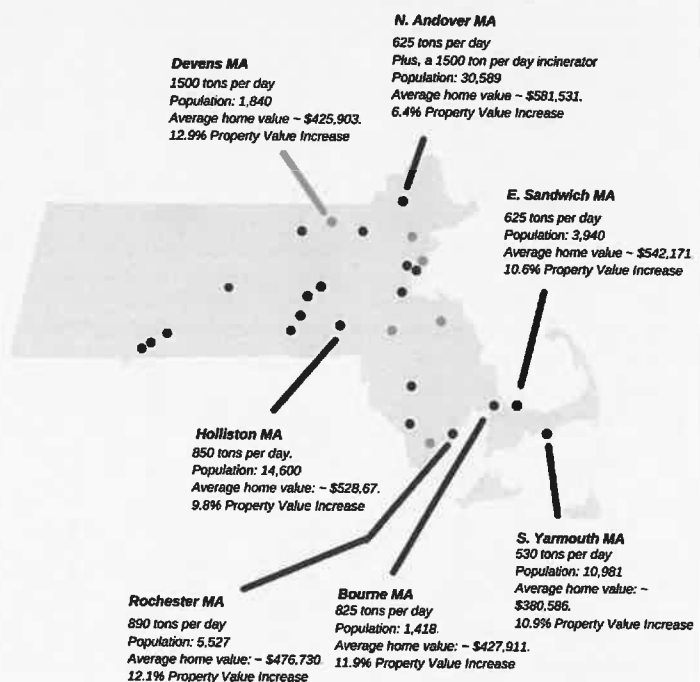 N. Andover MA
625 tons per day
Plus, a 1500 ton per day incinerator
Population: 30,589
Average home value ~ $581,531.
6.4% Property Value Increase
Devens MA
1500 tons per day
Population: 1,840
Average home value ~ $425,903.
12.9% Property Value Increase
E. Sandwich MA
625 tons per day
Population: 3,940
Average home value ~ $542,171
10.6% Property Value Increase
Holliston MA
850 tons per day.
Population: 14,600
Average home value: ~ $528,67.
9.8% Property Value Increase
S. Yarmouth MA
530 tons per day
Population: 10,981
Average home value: ~
$380,586.
10.9% Property Value Increase
Rochester MA
890 tons per day
Population: 5,527
Average home value: ~ $476,730
12.1% Property Value Increase
Bourne MA
825 tons per day
Population: 1,418.
Average home value: ~ $427,911.
11.9% Property Value Increase